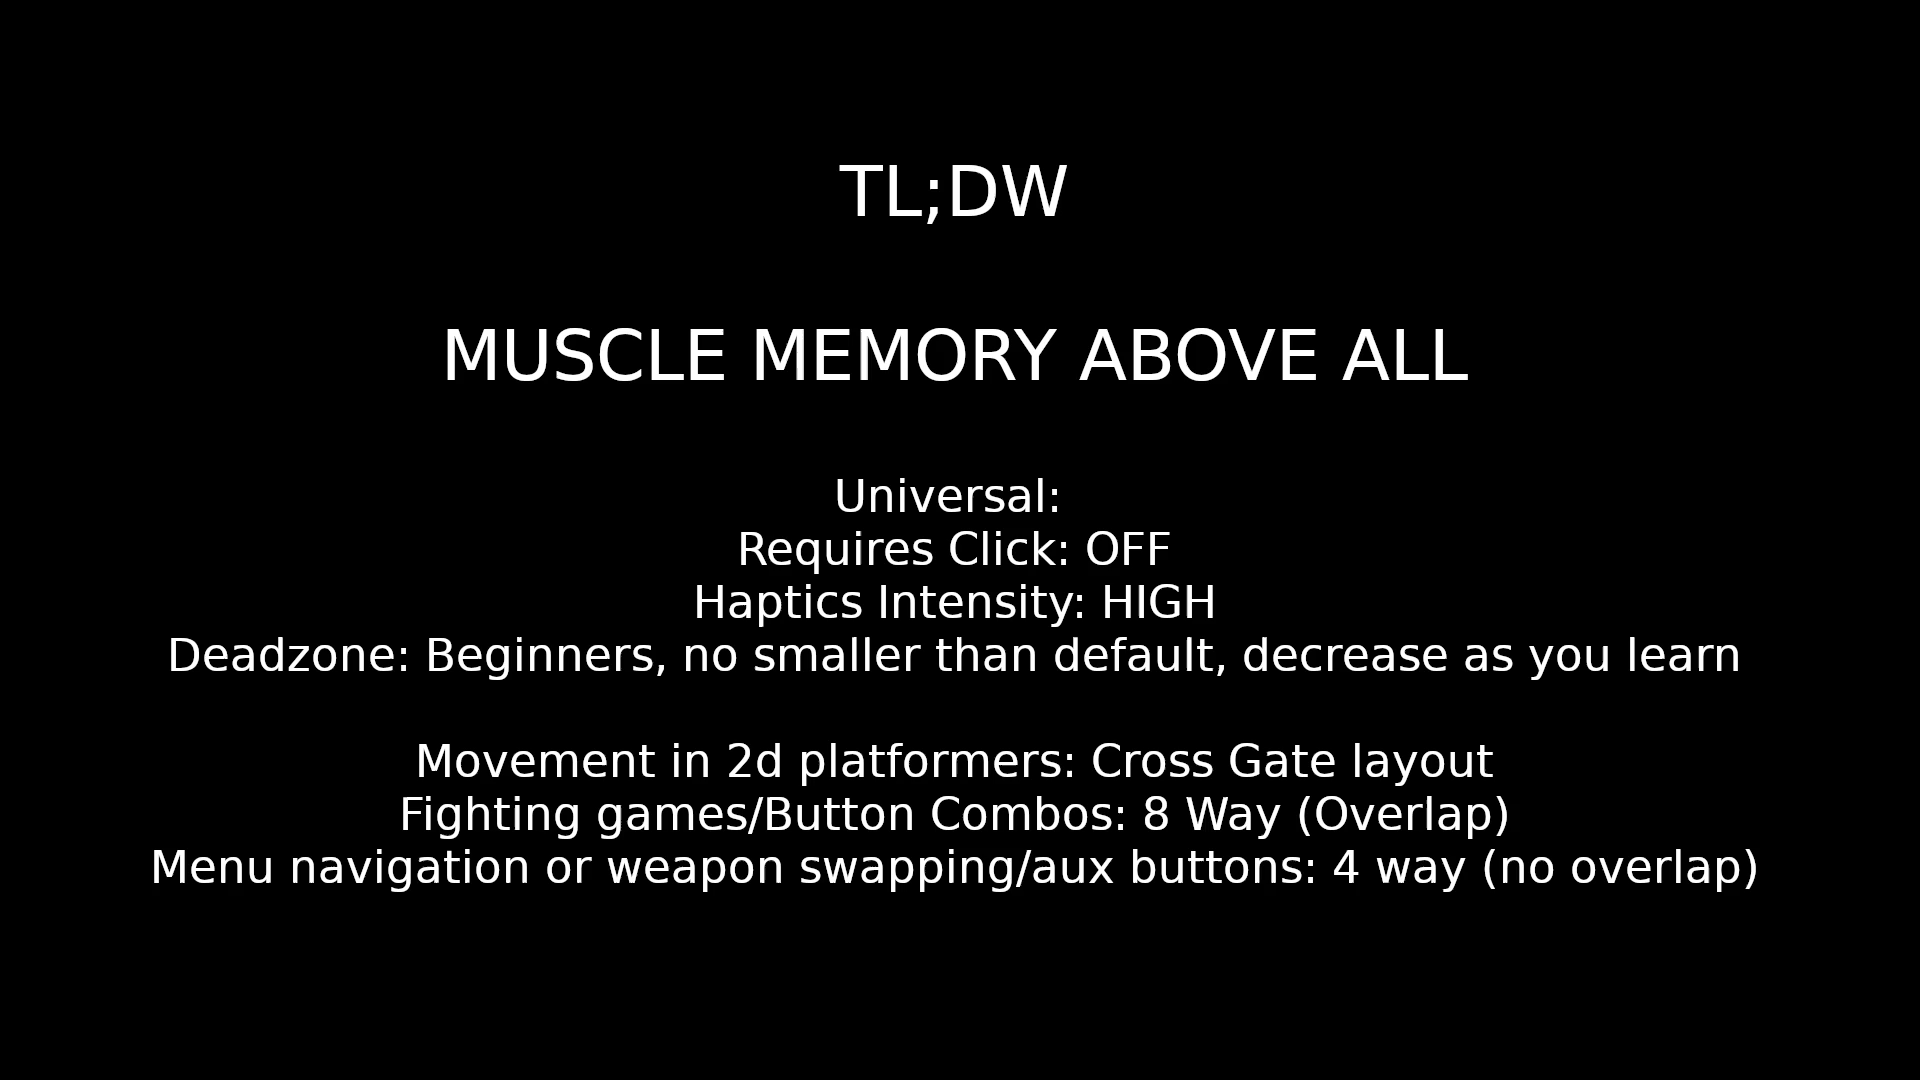 TL;DW
MUSCLE MEMORY ABOVE ALL
Universal:
Requires Click: OFF
Haptics Intensity: HIGH
Deadzone: Beginners, no smaller than default, decrease as you learn
Movement in 2d platformers: Cross Gate layout
Fighting games/Button Combos: 8 Way (Overlap)
Menu navigation or weapon swapping/aux buttons: 4 way (no overlap)